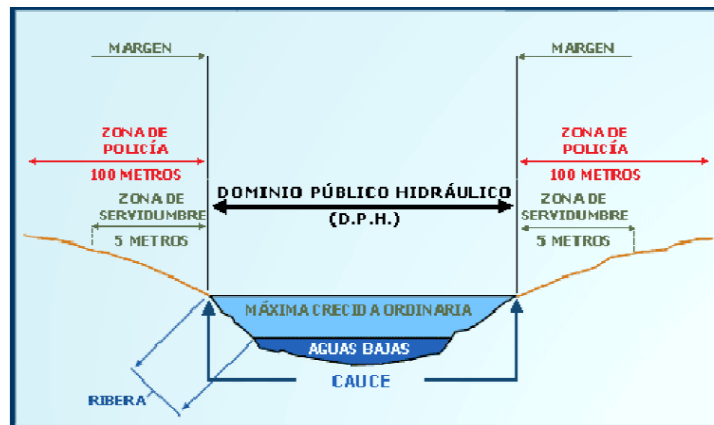 MARGEN
MARGEN
ZONA DE
POLICÍA
100 METROS
ZONA DE
POLICÍA
100 METROS
DOMINIO PÚBLICO HIDRÁULICO
(D.P.H.)
ZONA DE
SERVIDUMBRE
5 METROS
ZONA DE
SERVIDUMBRE
5 METROS
MÁXIMA CRECIDA ORDINARIA
AGUAS BAJAS
CAUCE
RIBERA